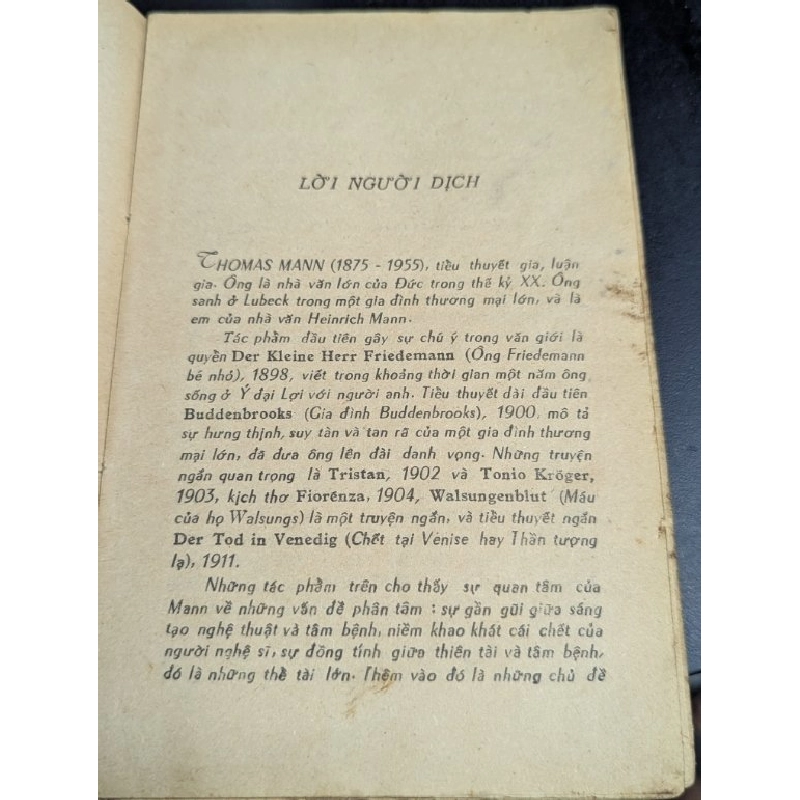 LỜI NGƯỜI DỊCH
THOMAS MANN (1875 - 1955), tiểu thuyết gia, luận
gia. Ông là nhà văn lớn của Đức trong thế kỷ XX. Ông
sanh ở Lubeck trong một gia đình thương mại lớn, và là
em của nhà văn Heinrich Mann.
Tác phẩm đầu tiên gây sự chú ý trong văn giới là
quyển Der Kleine Herr Friedemann (Ông Friedemann
bé nhỏ), 1898, viết trong khoảng thời gian một năm ông
sống ở Ý đại Lợi với người anh. Tiểu thuyết dài đầu tiên
Buddenbrooks (Gia đình Buddenbrooks), 1900, mô tả
sự hưng thịnh, suy tàn và tan rã của một gia đình thương
mại lớn, đã đưa ông lên đài danh vọng. Những truyện
ngắn quan trọng là Tristan, 1902 và Tonio Kröger,
1903, kịch thơ Fiorénza, 1904, Walsungenblut (Máu
của họ Walsungs) là một truyện ngắn, và tiểu thuyết ngắn
Der Tod in Venedig (Chết tại Venise hay Thần tượng
lạ), 1911.
Những tác phẩm trên cho thấy sự quan tâm của
Mann về những vấn đề phân tâm : sự gần gũi giữa sáng
tạo nghệ thuật và tâm bệnh, niềm khao khát cái chết của
người nghệ sĩ, sự đồng tính giữa thiên tài và tâm bệnh,
đó là những thể tài lớn. Thêm vào đó là những chủ đề